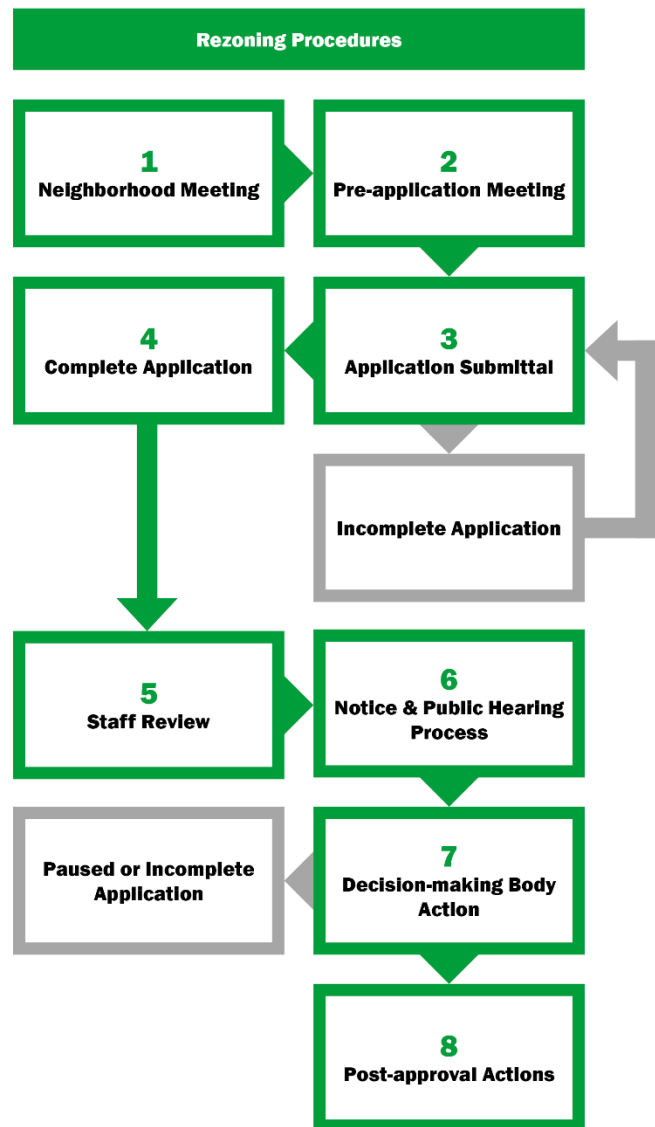 Rezoning Procedures
1
Neighborhood Meeting
2
Pre-application Meeting
3
Application Submittal
4
Complete Application
Incomplete Application
5
Staff Review
6
Notice & Public Hearing
Process
7
Decision-making Body
Action
Paused or Incomplete
Application
8
Post-approval Actions